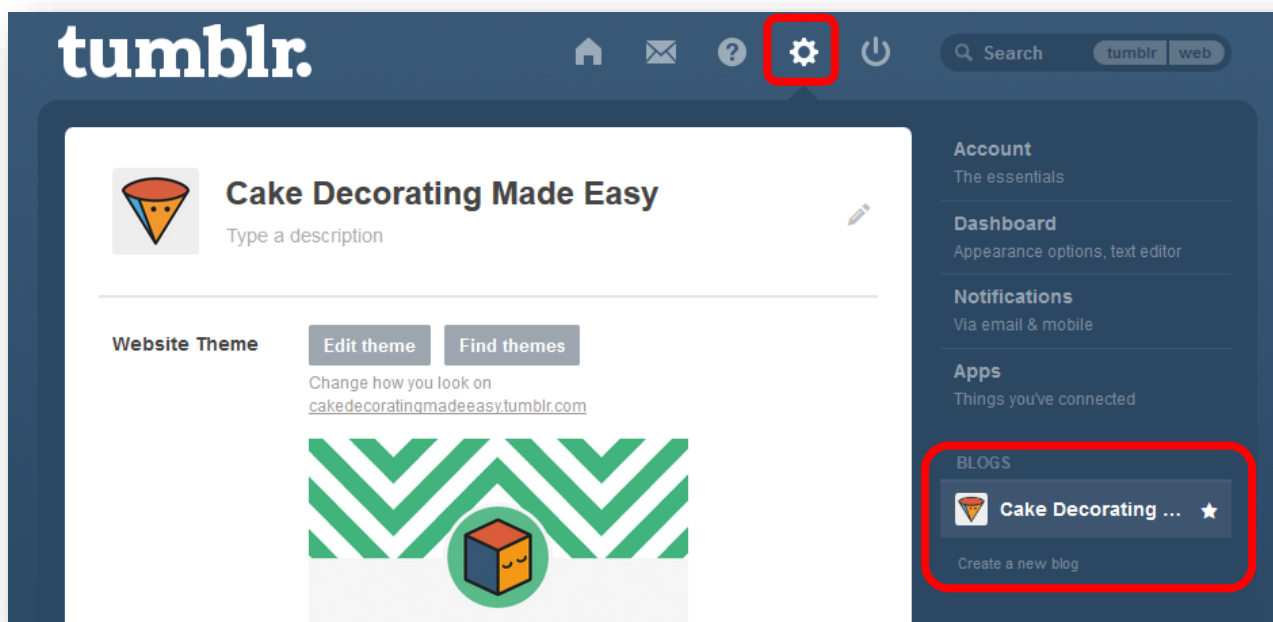 tumblr.
Search tumblr web
Cake Decorating Made Easy
Type a description
Website Theme
Edit theme Find themes
Change how you look on
cakedecoratingmadeeasy.tumblr.com
Account
The essentials
Dashboard
Appearance options, text editor
Notifications
Via email & mobile
Apps
Things you've connected
BLOGS
Cake Decorating ...
Create a new blog